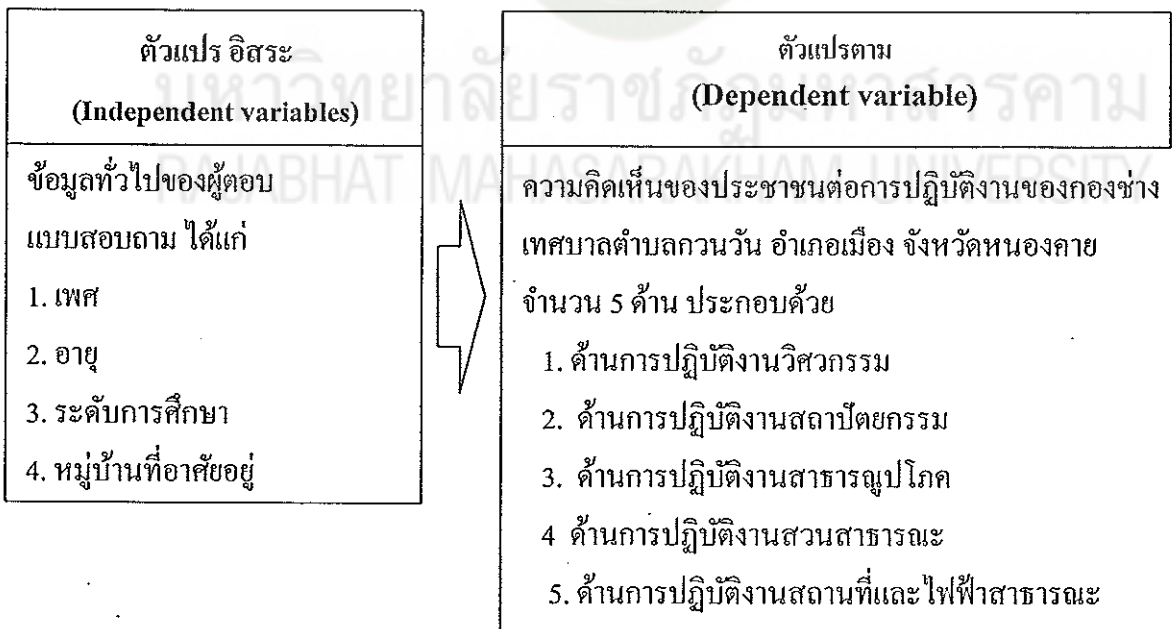 ตัวแปร อิสระ
(Independent variables)
ข้อมูลทั่วไปของผู้ตอบ
แบบสอบถาม ได้แก่
1. เพศ
2. อายุ
3. ระดับการศึกษา
4. หมู่บ้านที่อาศัยอยู่
ตัวแปรตาม
(Dependent variable)
ความคิดเห็นของประชาชนต่อการปฏิบัติงานของกองช่าง
เทศบาลตำบลกวนวัน อำเภอเมือง จังหวัดหนองคาย
จำนวน 5 ด้าน ประกอบด้วย
1. ด้านการปฏิบัติงานวิศวกรรม
2. ด้านการปฏิบัติงานสถาปัตยกรรม
3. ด้านการปฏิบัติงานสาธารณูปโภค
4 ด้านการปฏิบัติงานสวนสาธารณะ
5. ด้านการปฏิบัติงานสถานที่และไฟฟ้าสาธารณะ
มหาวิทยาลัยราชภัฏมหาสารคาม
RAJABHAT MAHASARAKHAM UNIVERSITY